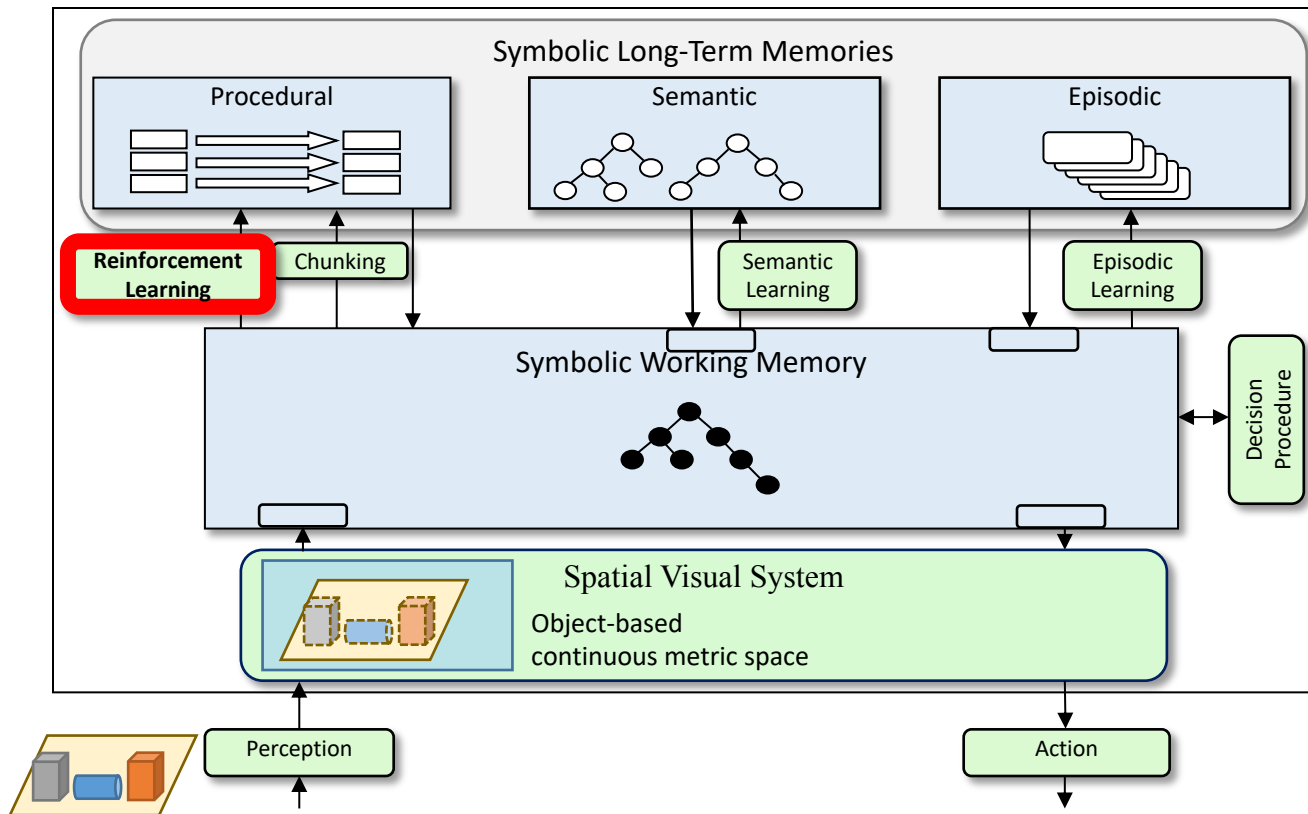 Symbolic Long-Term Memories
Procedural
Semantic
Episodic
Reinforcement
Learning
Chunking
Semantic
Learning
Episodic
Learning
Symbolic Working Memory
Decision
Procedure
Spatial Visual System
Object-based
continuous metric space
Perception
Action